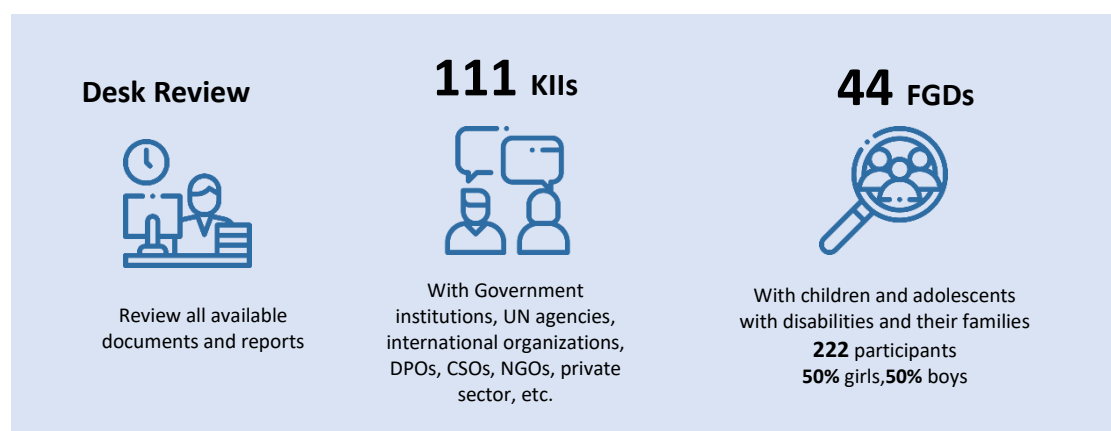 Desk Review
Review all available
documents and reports
111 KIIs
With Government
institutions, UN agencies,
international organizations,
DPOs, CSOs, NGOs, private
sector, etc.
44 FGDs
With children and adolescents
with disabilities and their families
222 participants
50% girls,50% boys